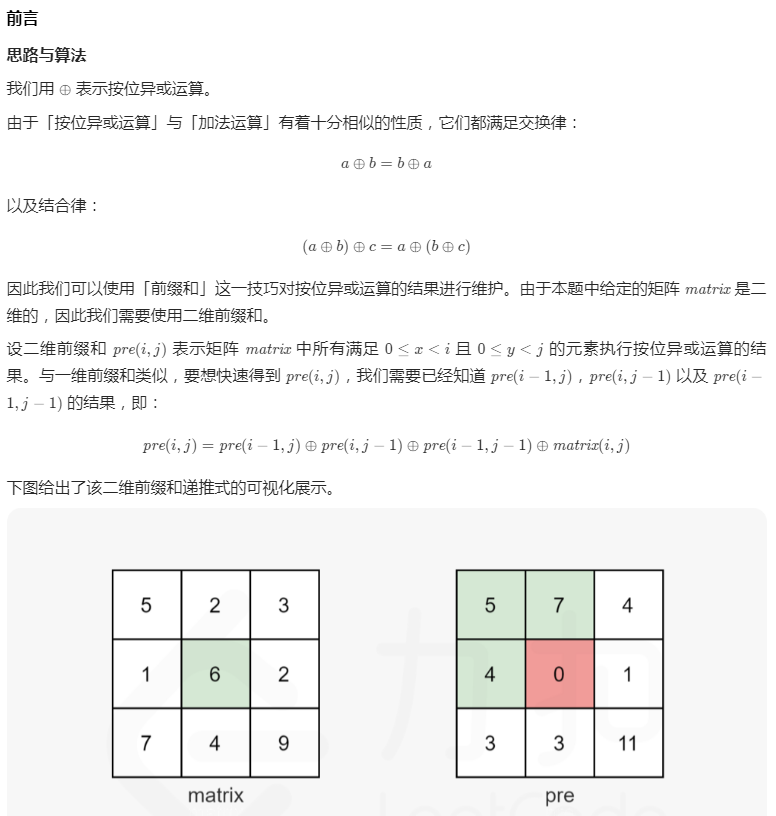 前言
思路与算法
我们用 ⊕ 表示按位异或运算。
由于「按位异或运算」与「加法运算」有着十分相似的性质，它们都满足交换律：
a ⊕ b = b ⊕ a
以及结合律：
(a ⊕ b) ⊕ c = a ⊕ (b ⊕ c)
因此我们可以使用「前缀和」这一技巧对按位异或运算的结果进行维护。由于本题中给定的矩阵 matrix 是二
维的，因此我们需要使用二维前缀和。
设二维前缀和 pre(i, j) 表示矩阵 matrix 中所有满足 0 ≤ x < i 且 0 ≤ y < j 的元素执行按位异或运算的结
果。与一维前缀和类似，要想快速得到 pre(i, j)，我们需要已经知道 pre(i − 1, j)，pre(i, j − 1) 以及 pre(i −
1, j − 1) 的结果，即：
pre(i, j) = pre(i − 1, j) ⊕ pre(i, j − 1) ⊕ pre(i − 1, j − 1) ⊕ matrix(i, j)
下图给出了该二维前缀和递推式的可视化展示。
5 2 3
1 6 2
7 4 9
matrix
5 7 4
4 0 1
3 3 11
pre
力扣
LeetCode